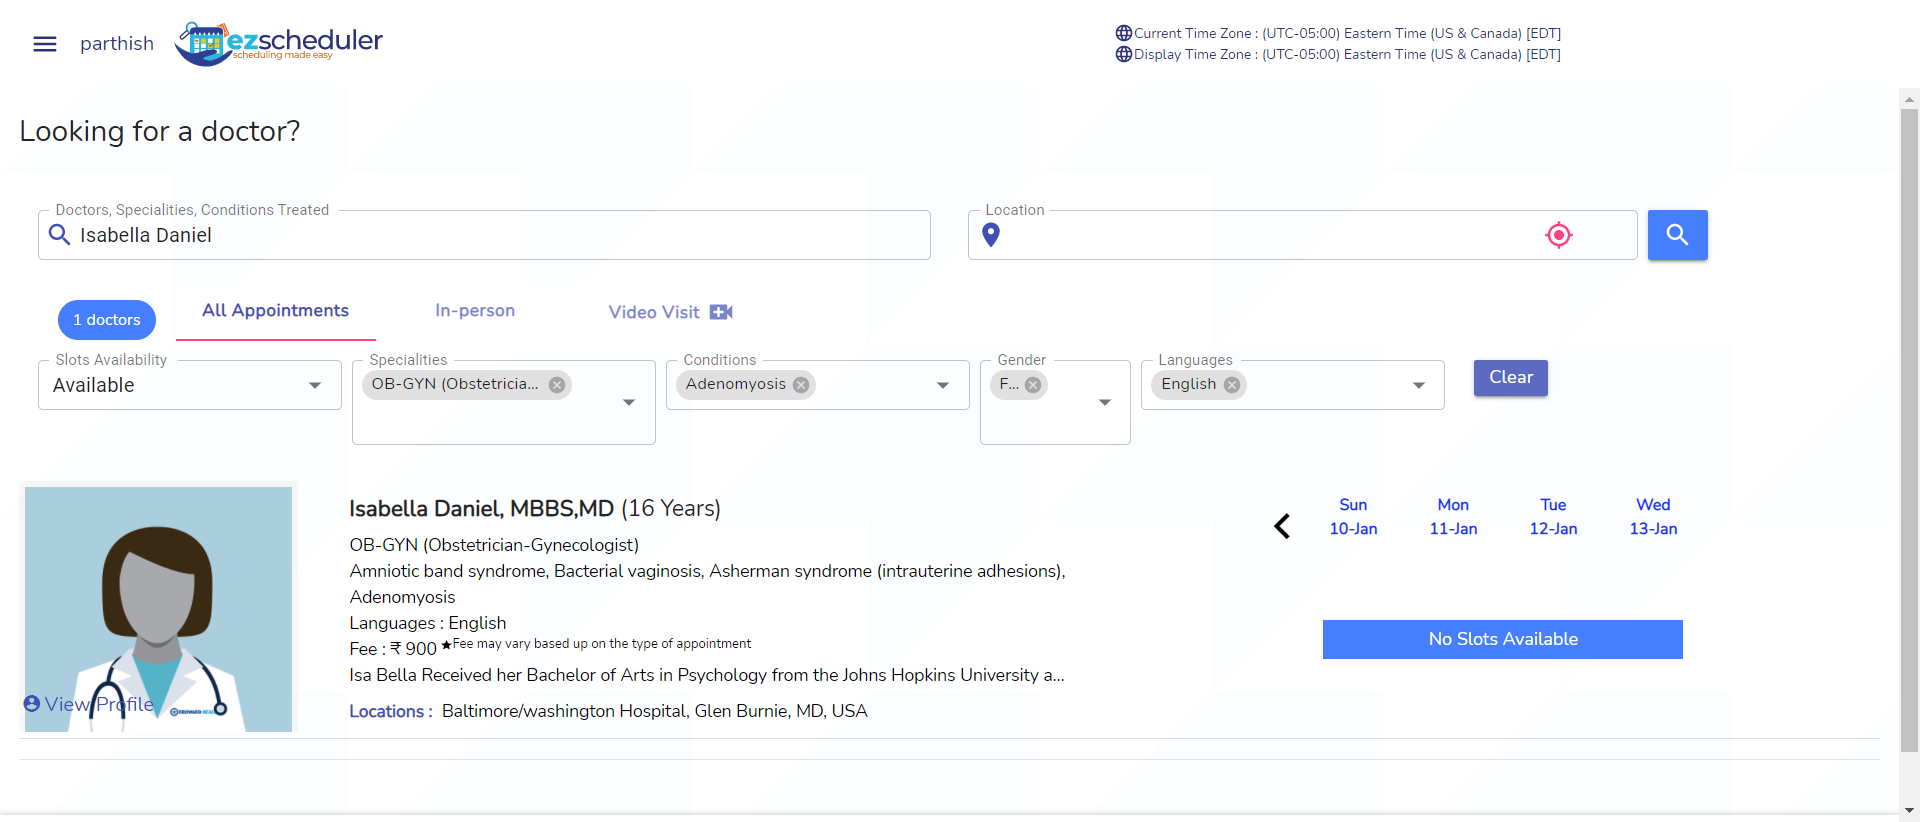 parthish
ezscheduler
scheduling made easy
Current Time Zone : (UTC-05:00) Eastern Time (US & Canada) [EDT]
Display Time Zone : (UTC-05:00) Eastern Time (US & Canada) [EDT]
Looking for a doctor?
Doctors, Specialities, Conditions Treated
Isabella Daniel
Location
1 doctors
All Appointments
In-person
Video Visit
Slots Availability
Available
Specialities
OB-GYN (Obstetricia...
Conditions
Adenomyosis
Gender
F...
Languages
English
Clear
Isabella Daniel, MBBS,MD (16 Years)
OB-GYN (Obstetrician-Gynecologist)
Amniotic band syndrome, Bacterial vaginosis, Asherman syndrome (intrauterine adhesions),
Adenomyosis
Languages : English
Fee : ₹ 900 ★Fee may vary based up on the type of appointment
Isa Bella Received her Bachelor of Arts in Psychology from the Johns Hopkins University a...
Locations : Baltimore/washington Hospital, Glen Burnie, MD, USA
View Profile
Sun Mon Tue Wed
10-Jan 11-Jan 12-Jan 13-Jan
No Slots Available